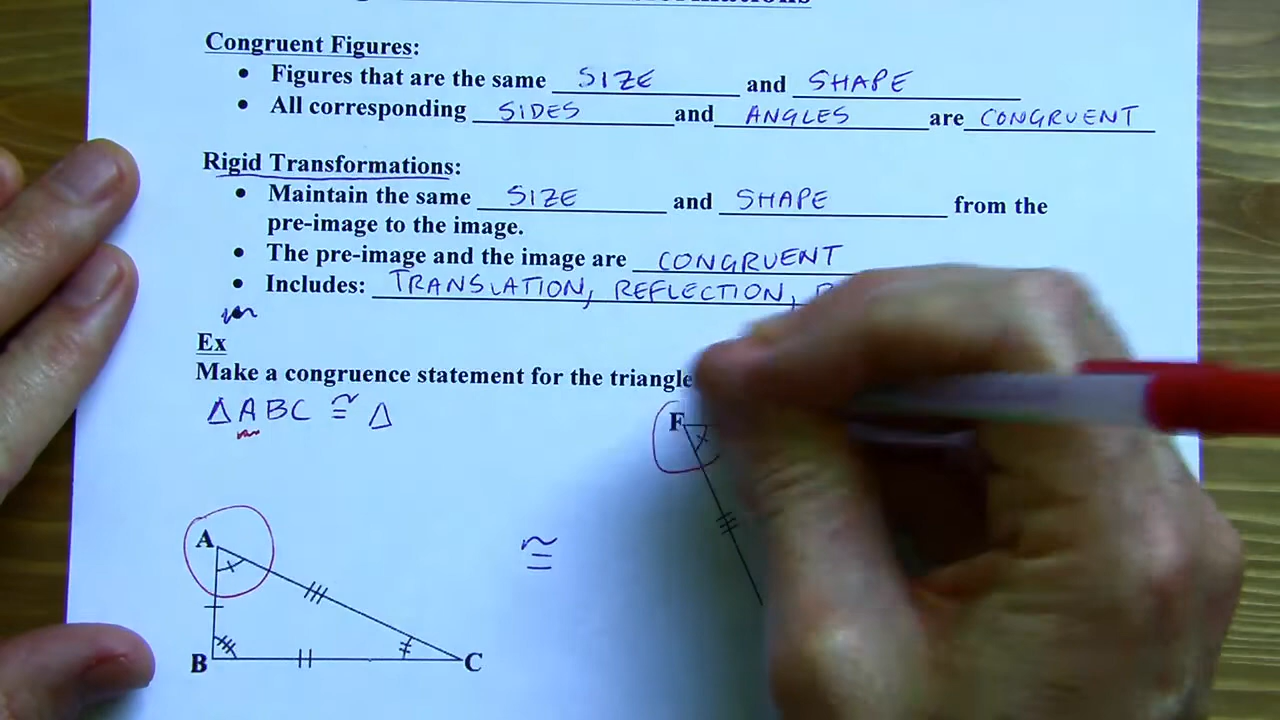 Congruent Figures:
• Figures that are the same SIZE and SHAPE
• All corresponding SIDES and ANGLES are CONGRUENT
Rigid Transformations:
• Maintain the same SIZE and SHAPE from the
pre-image to the image.
• The pre-image and the image are CONGRUENT
• Includes: TRANSLATION, REFLECTION,
Ex
Make a congruence statement for the triangle
△ABC ≅ △
F
A
≅
B
C